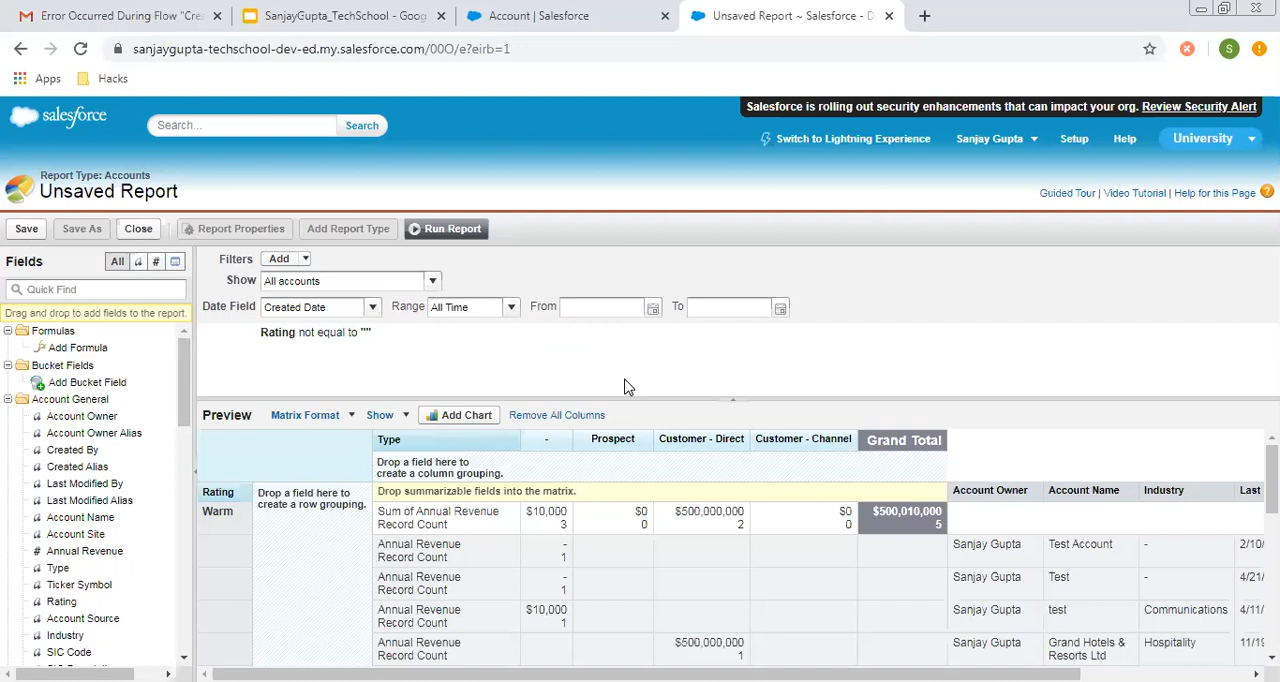 Error Occurred During Flow "Cre
SanjayGupta_TechSchool - Goog
Account | Salesforce
Unsaved Report ~ Salesforce - D
sanjaygupta-techschool-dev-ed.my.salesforce.com/00O/e?eirb=1
S
Apps
Hacks
salesforce
Search...
Search
Salesforce is rolling out security enhancements that can impact your org. Review Security Alert
Switch to Lightning Experience
Sanjay Gupta
Setup
Help
University
Report Type: Accounts
Unsaved Report
Guided Tour | Video Tutorial | Help for this Page
Save
Save As
Close
Report Properties
Add Report Type
Run Report
Fields
All
a
#
Quick Find
Drag and drop to add fields to the report.
Formulas
Add Formula
Bucket Fields
Add Bucket Field
Account General
a Account Owner
a Account Owner Alias
a Created By
a Created Alias
a Last Modified By
a Last Modified Alias
a Account Name
a Account Site
# Annual Revenue
a Type
a Ticker Symbol
a Rating
a Account Source
a Industry
a SIC Code
Filters
Add
Show
All accounts
Date Field
Created Date
Range
All Time
From
To
Rating not equal to ""
Preview
Matrix Format
Show
Add Chart
Remove All Columns
Type - Prospect Customer - Direct Customer - Channel Grand Total
Drop a field here to
create a column grouping.
Rating
Drop a field here to
create a row grouping.
Drop summarizable fields into the matrix.
Account Owner Account Name Industry Last
Warm
Sum of Annual Revenue $10,000 $0 $500,000,000 $0 $500,010,000
Record Count 3 0 2 0 5
Annual Revenue - Sanjay Gupta Test Account - 2/10/
Record Count 1
Annual Revenue - Sanjay Gupta Test - 4/21/
Record Count 1
Annual Revenue $10,000 Sanjay Gupta test Communications 4/11/
Record Count 1
Annual Revenue $500,000,000 Sanjay Gupta Grand Hotels & Hospitality 11/19
Record Count 1 Resorts Ltd